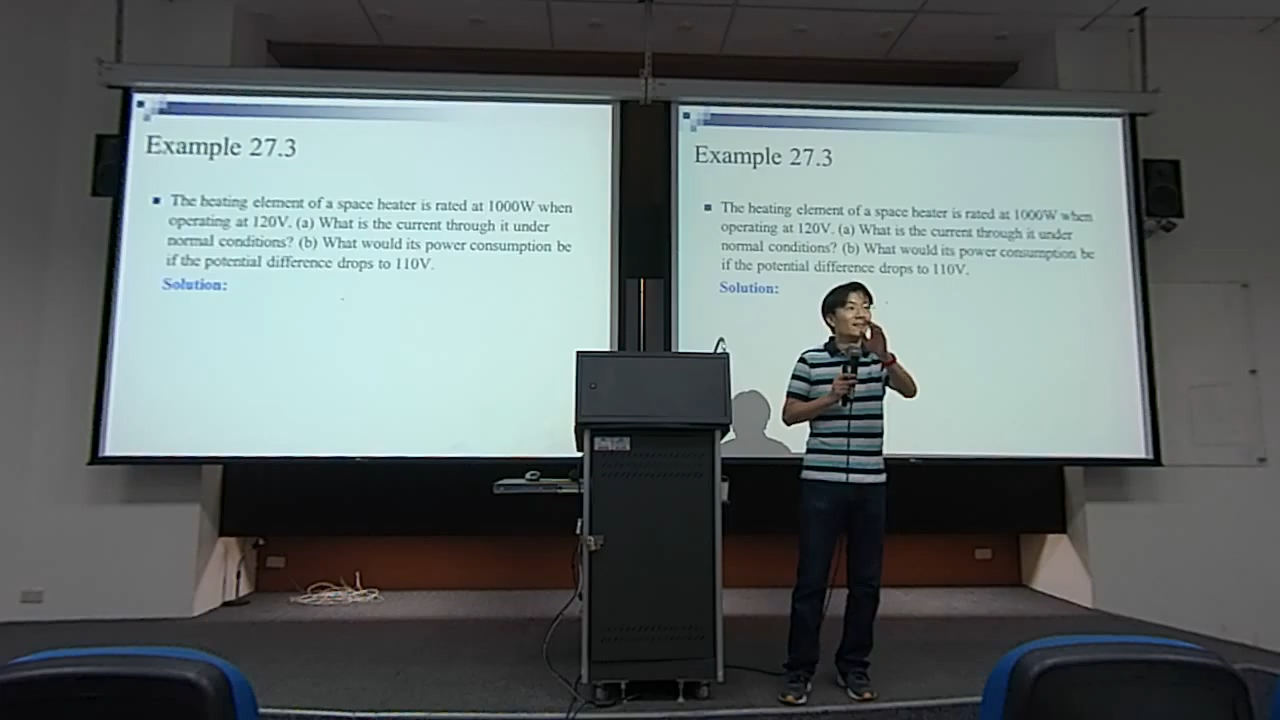 Example 27.3
The heating element of a space heater is rated at 1000W when
operating at 120V. (a) What is the current through it under
normal conditions? (b) What would its power consumption be
if the potential difference drops to 110V.
Solution:
Example 27.3
The heating element of a space heater is rated at 1000W when
operating at 120V. (a) What is the current through it under
normal conditions? (b) What would its power consumption be
if the potential difference drops to 110V.
Solution: